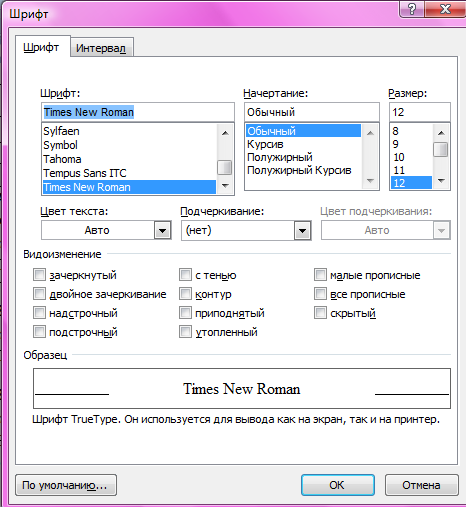 Шрифт
Шрифт Интервал
Шрифт: Начертание: Размер:
Times New Roman Обычный 12
Sylfaen Обычный 8
Symbol Курсив 9
Tahoma Полужирный 10
Tempus Sans ITC Полужирный Курсив 11
Times New Roman 12
Цвет текста: Подчеркивание: Цвет подчеркивания:
Авто (нет) Авто
Видоизменение
зачеркнутый с тенью малые прописные
двойное зачеркивание контур все прописные
надстрочный приподнятый скрытый
подстрочный утопленный
Образец
Times New Roman
Шрифт TrueType. Он используется для вывода как на экран, так и на принтер.
По умолчанию... ОК Отмена